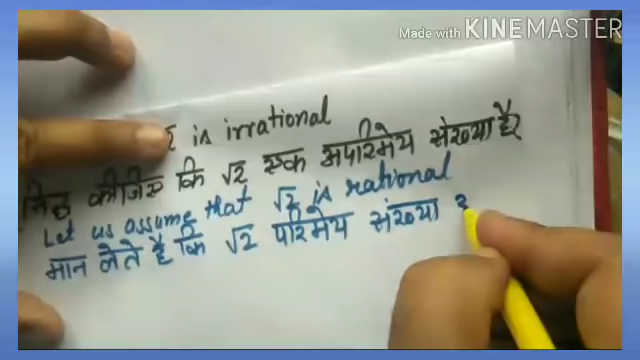 Made with KINEMASTER
is irrational
सिद्ध कीजिए कि √2 एक अपरिमेय संख्या है
Let us assume that √2 is rational
मान लेते है कि √2 परिमेय संख्या